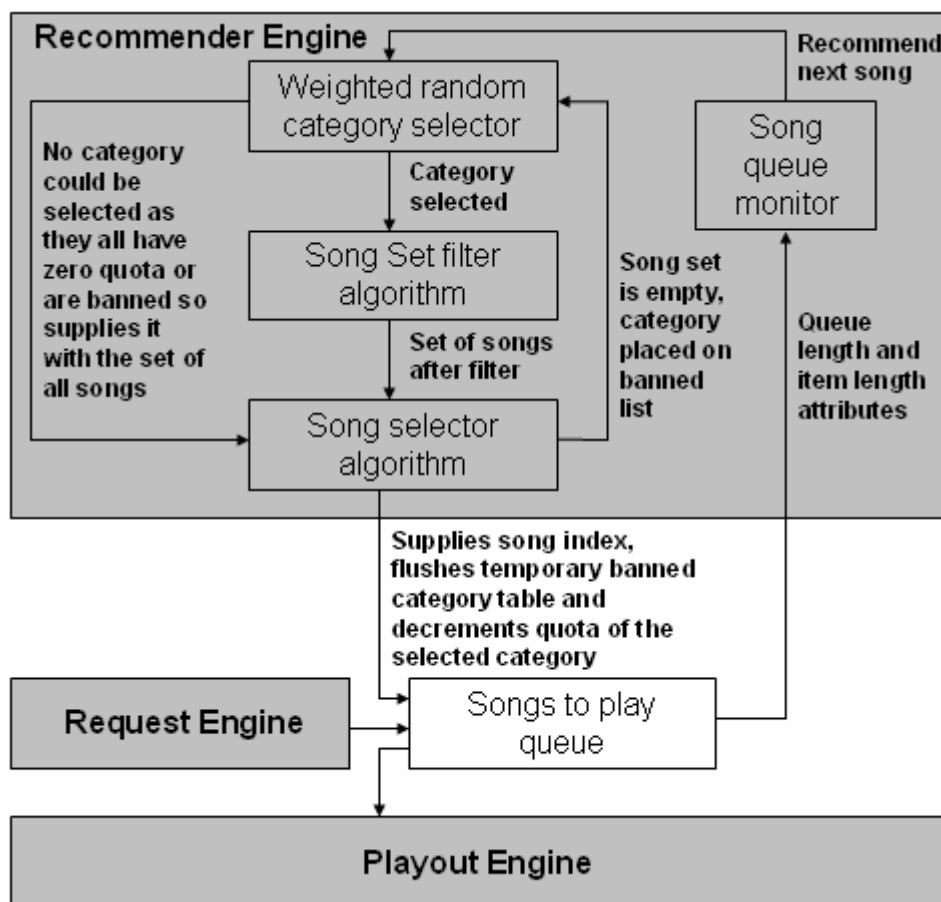 Recommender Engine
Recommend
next song
Weighted random
category selector
Song
queue
monitor
No category
could be
selected as
they all have
zero quota or
are banned so
supplies it
with the set of
all songs
Category
selected
Song Set filter
algorithm
Song set
is empty,
category
placed on
banned
list
Queue
length and
item length
attributes
Set of songs
after filter
Song selector
algorithm
Supplies song index,
flushes temporary banned
category table and
decrements quota of the
selected category
Request Engine
Songs to play
queue
Playout Engine